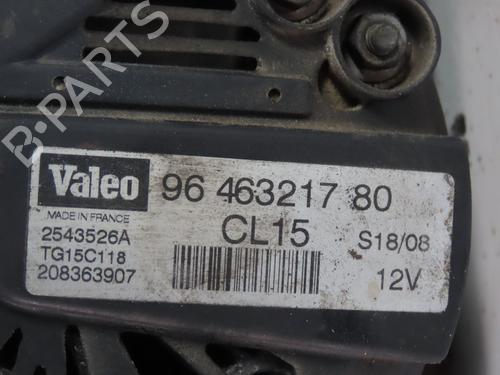 B-PARTS
Valeo
96 463217 80
MADE IN FRANCE
CL15
2543526A
S18/08
TG15C118
208363907
12V